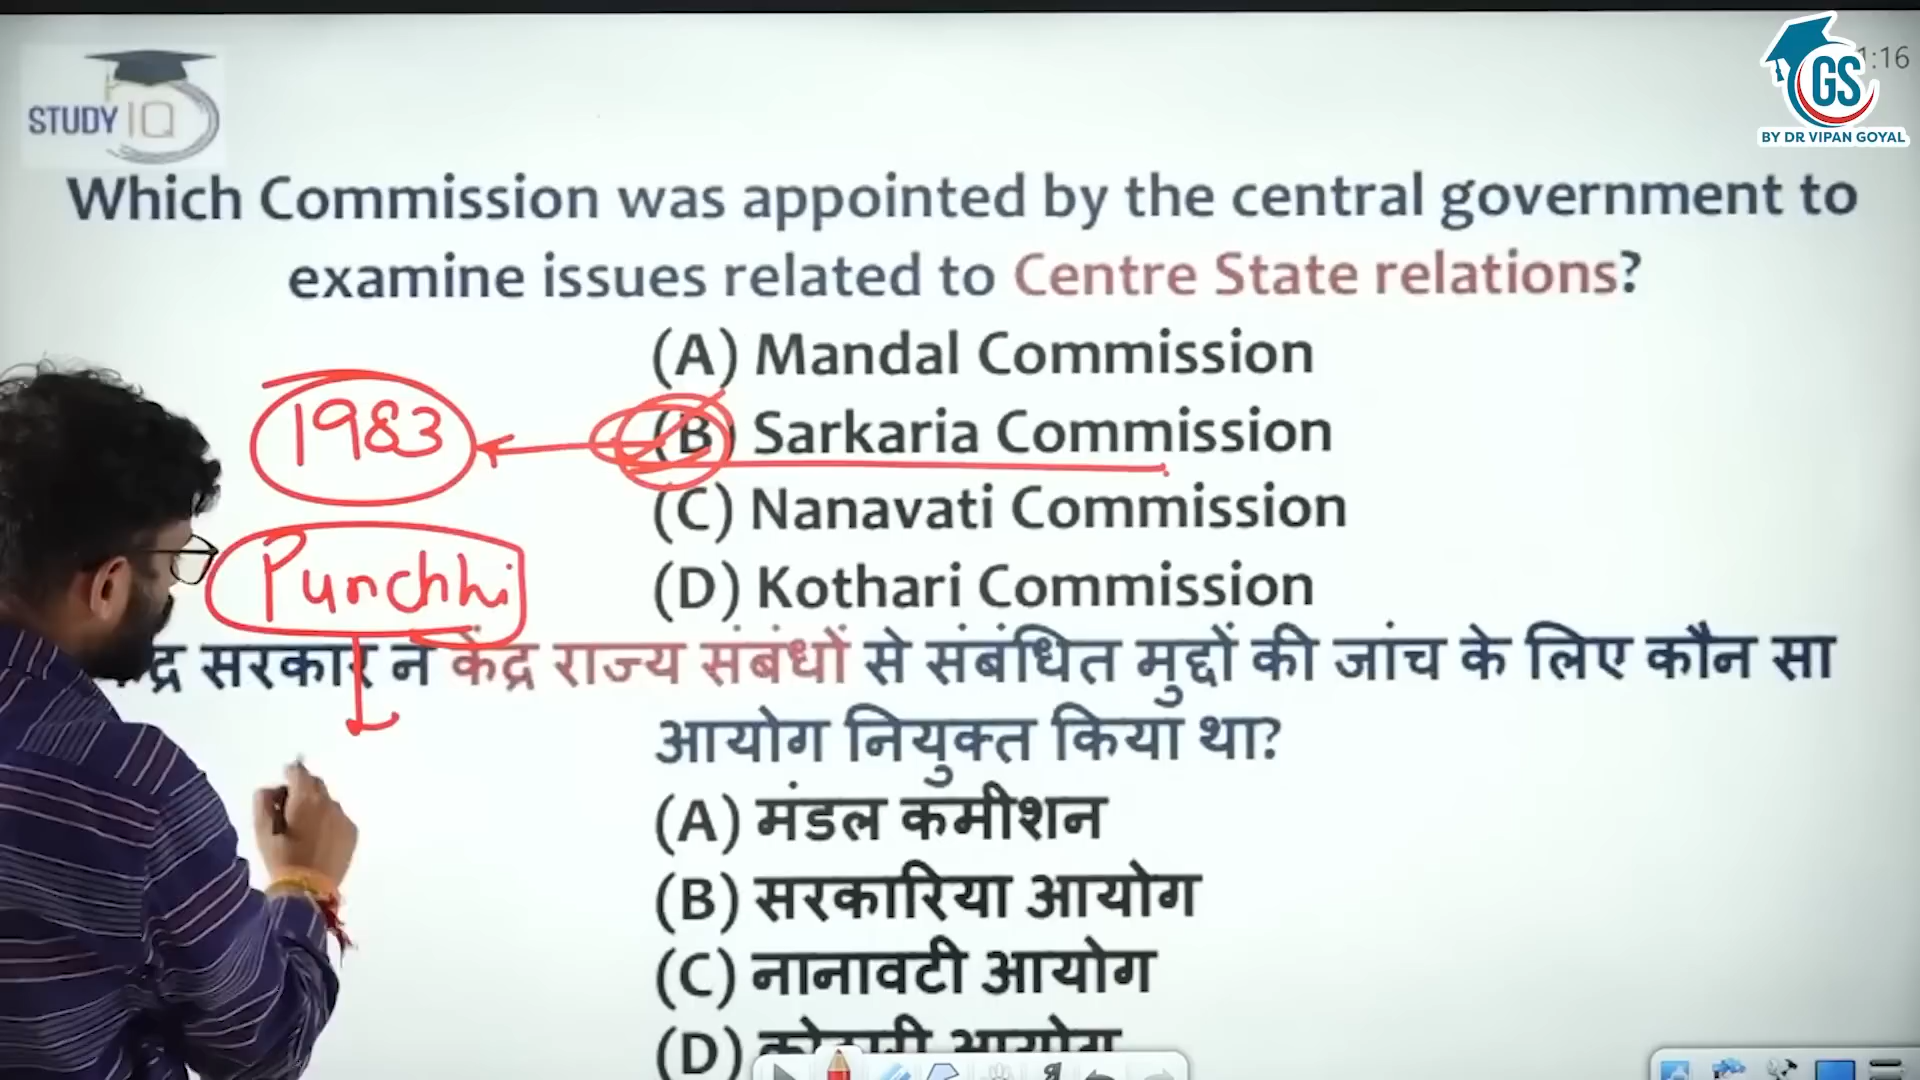 STUDY IQ
:16
GS
BY DR VIPAN GOYAL
Which Commission was appointed by the central government to
examine issues related to Centre State relations?
(A) Mandal Commission
1983
(B) Sarkaria Commission
(C) Nanavati Commission
Punchhi
(D) Kothari Commission
सरकार ने केंद्र राज्य संबंधों से संबंधित मुद्दों की जांच के लिए कौन सा
आयोग नियुक्त किया था?
(A) मंडल कमीशन
(B) सरकारिया आयोग
(C) नानावटी आयोग
(D)